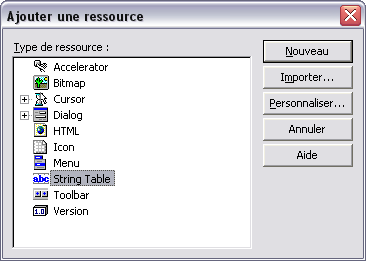 Ajouter une ressource
Type de ressource :
Accelerator
Bitmap
Cursor
Dialog
HTML
Icon
Menu
abc String Table
Toolbar
1.0 Version
Nouveau
Importer...
Personnaliser...
Annuler
Aide